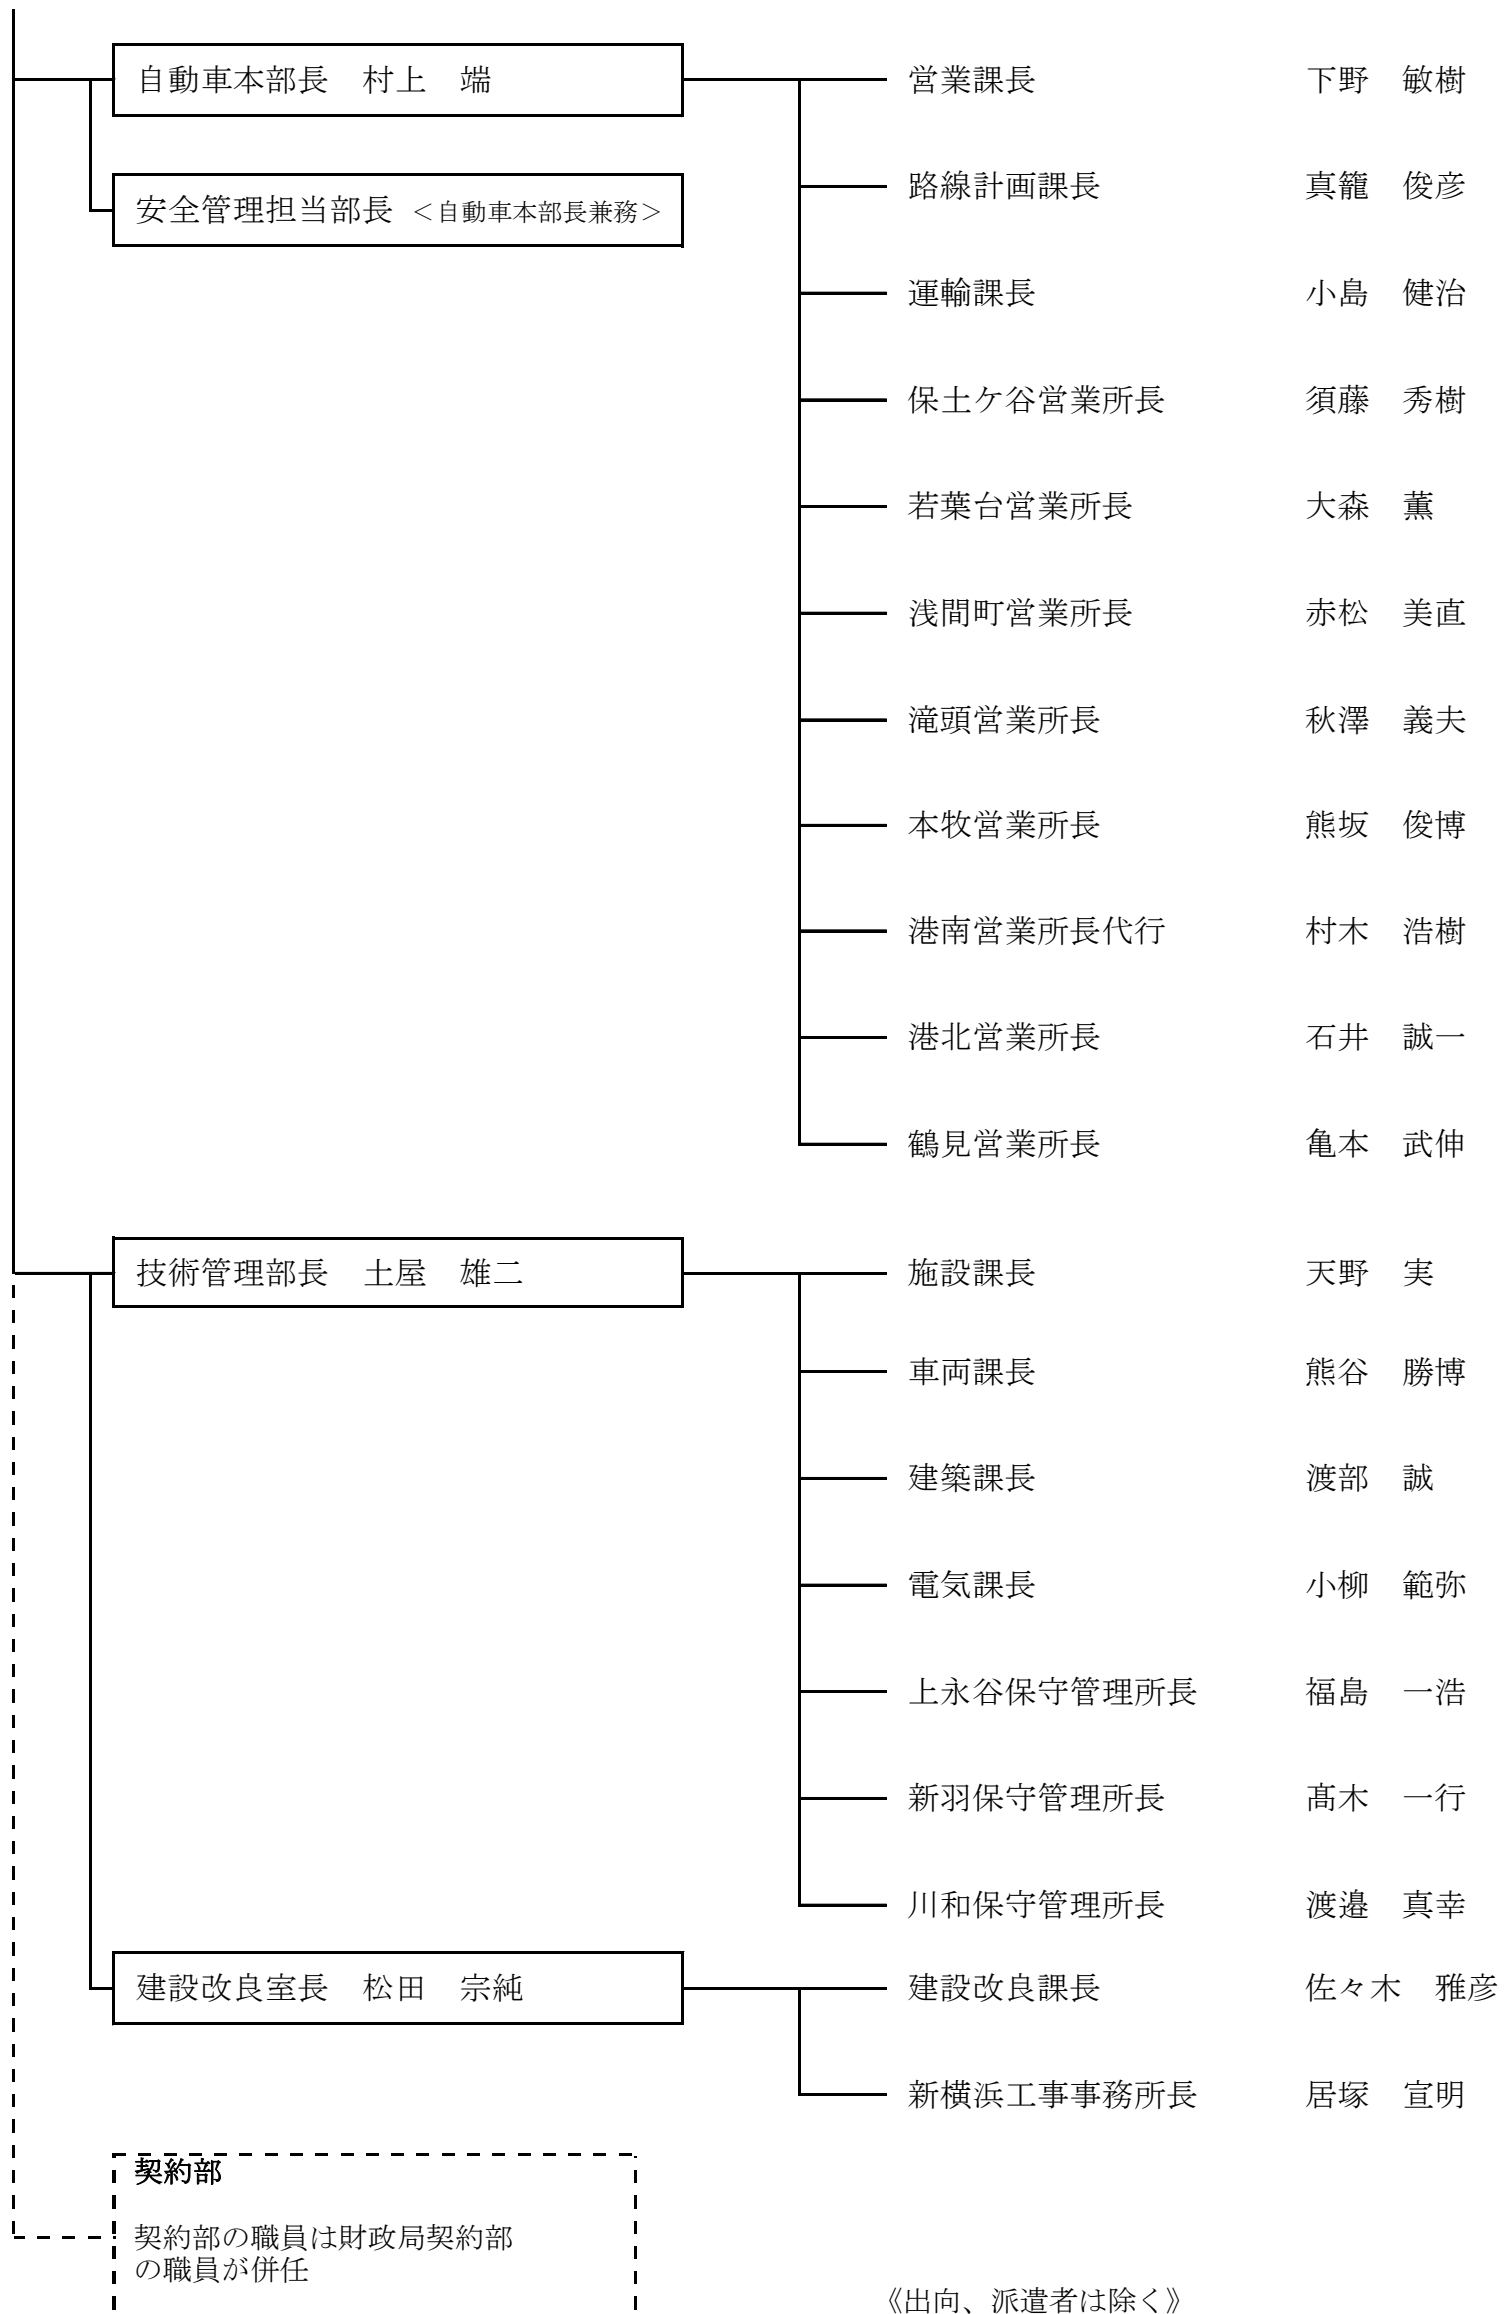 自動車本部長　村上　端　営業課長　下野　敏樹
路線計画課長　真籠　俊彦
安全管理担当部長 ＜自動車本部長兼務＞
運輸課長　小島　健治
保土ケ谷営業所長　須藤　秀樹
若葉台営業所長　大森　薫
浅間町営業所長　赤松　美直
滝頭営業所長　秋澤　義夫
本牧営業所長　熊坂　俊博
港南営業所長代行　村木　浩樹
港北営業所長　石井　誠一
鶴見営業所長　亀本　武伸
技術管理部長　土屋　雄二　施設課長　天野　実
車両課長　熊谷　勝博
建築課長　渡部　誠
電気課長　小柳　範弥
上永谷保守管理所長　福島　一浩
新羽保守管理所長　髙木　一行
川和保守管理所長　渡邉　真幸
建設改良室長　松田　宗純　建設改良課長　佐々木　雅彦
新横浜工事事務所長　居塚　宣明
契約部
契約部の職員は財政局契約部
の職員が併任
《出向、派遣者は除く》